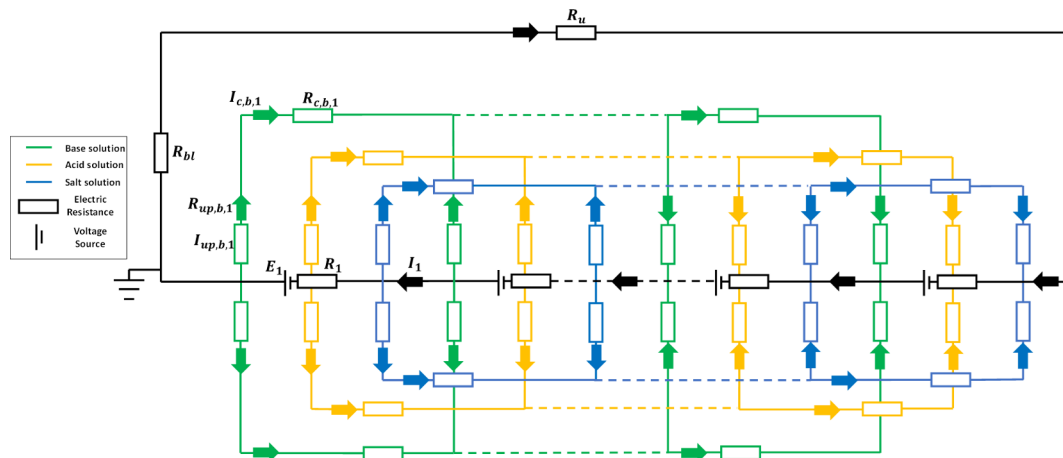 R_u
I_{c,b,1}
R_{c,b,1}
R_{bl}
Base solution
Acid solution
Salt solution
Electric
Resistance
Voltage
Source
R_{up,b,1}
I_{up,b,1}
E_1
R_1
I_1